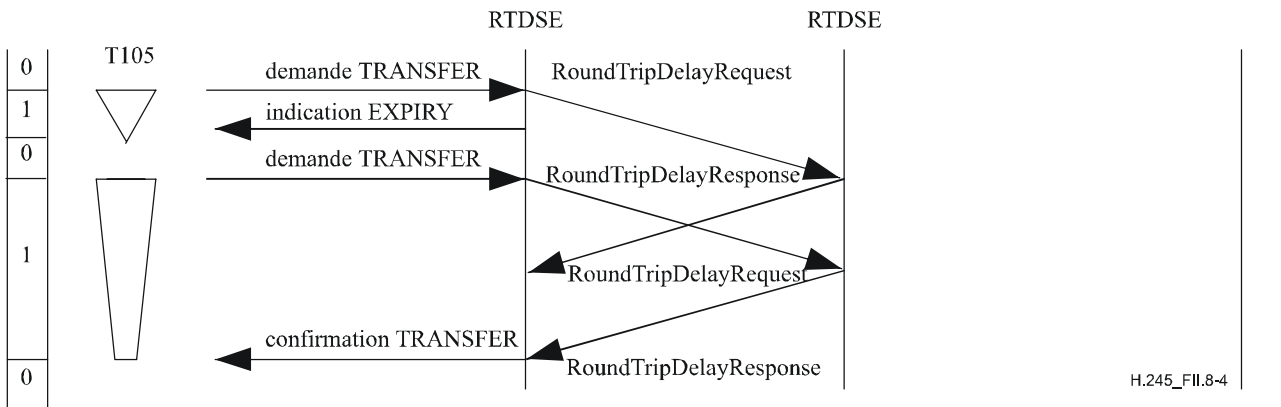 RTDSE RTDSE
0 T105 demande TRANSFER RoundTripDelayRequest
1 indication EXPIRY
0 demande TRANSFER RoundTripDelayResponse
1
RoundTripDelayRequest
confirmation TRANSFER
RoundTripDelayResponse
0
H.245_FII.8-4